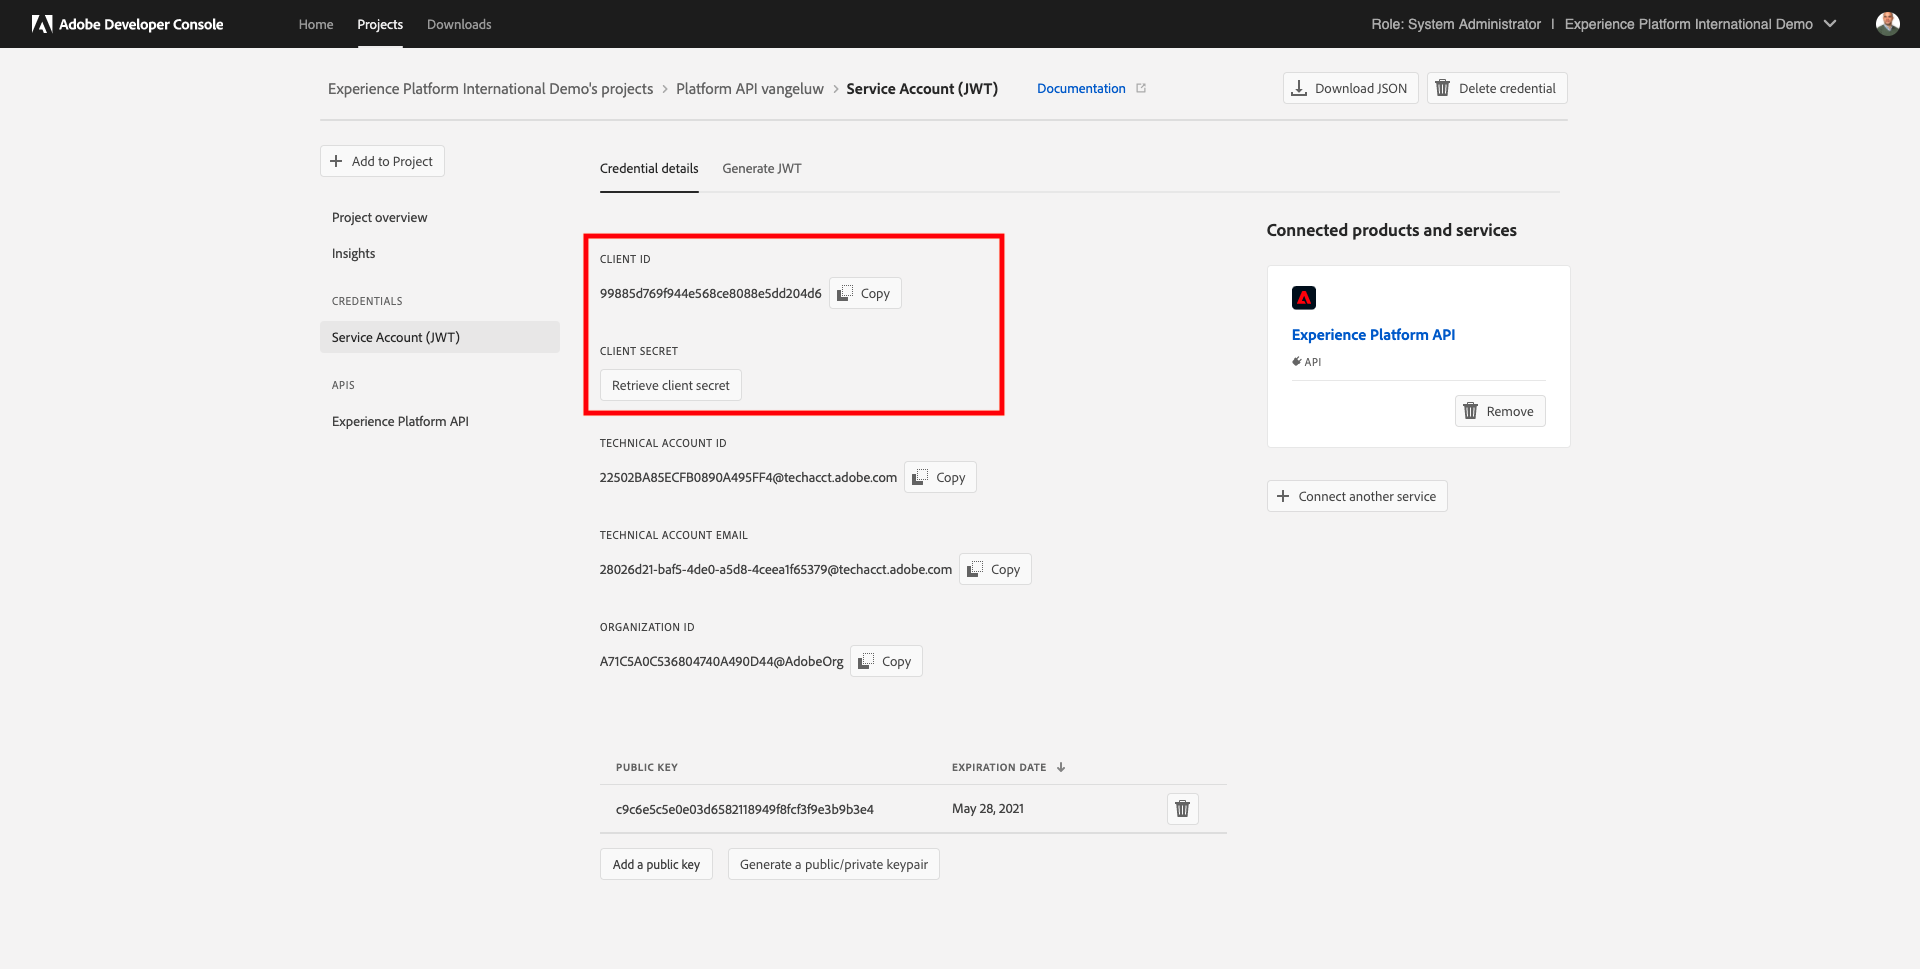 Adobe Developer Console
Home
Projects
Downloads
Role: System Administrator | Experience Platform International Demo
Experience Platform International Demo's projects > Platform API vangeluw > Service Account (JWT)
Documentation
Download JSON
Delete credential
Add to Project
Project overview
Insights
CREDENTIALS
Service Account (JWT)
APIS
Experience Platform API
Credential details
Generate JWT
CLIENT ID
99885d769f944e568ce8088e5dd204d6
Copy
CLIENT SECRET
Retrieve client secret
TECHNICAL ACCOUNT ID
22502BA85ECFB0890A495FF4@techacct.adobe.com
Copy
TECHNICAL ACCOUNT EMAIL
28026d21-baf5-4de0-a5d8-4ceea1f65379@techacct.adobe.com
Copy
ORGANIZATION ID
A71C5A0C536804740A490D44@AdobeOrg
Copy
PUBLIC KEY
EXPIRATION DATE
c9c6e5c5e0e03d6582118949f8fcf3f9e3b9b3e4
May 28, 2021
Add a public key
Generate a public/private keypair
Connected products and services
Experience Platform API
API
Remove
Connect another service